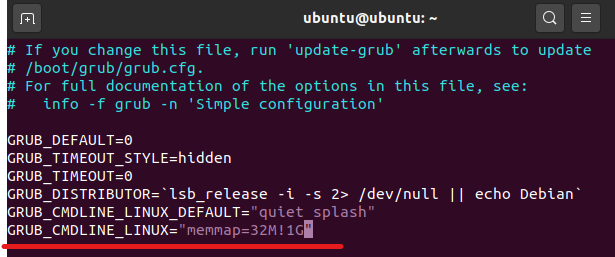 ubuntu@ubuntu: ~
# If you change this file, run 'update-grub' afterwards to update
# /boot/grub/grub.cfg.
# For full documentation of the options in this file, see:
#   info -f grub -n 'Simple configuration'
GRUB_DEFAULT=0
GRUB_TIMEOUT_STYLE=hidden
GRUB_TIMEOUT=0
GRUB_DISTRIBUTOR=`lsb_release -i -s 2> /dev/null || echo Debian`
GRUB_CMDLINE_LINUX_DEFAULT="quiet splash"
GRUB_CMDLINE_LINUX="memmap=32M!1G"